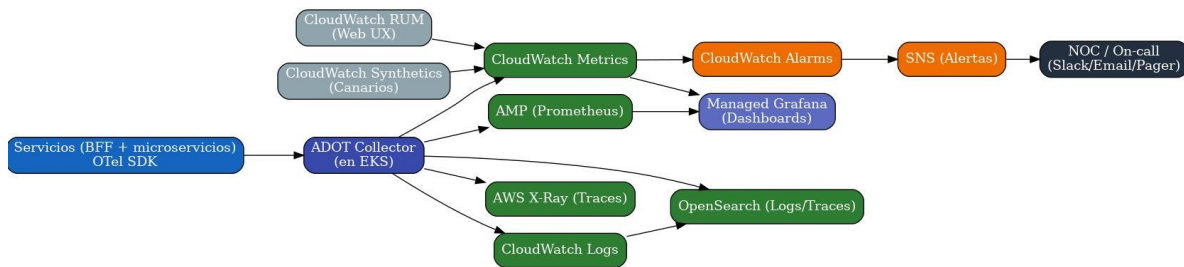 CloudWatch RUM
(Web UX)
CloudWatch Synthetics
(Canarios)
CloudWatch Metrics
CloudWatch Alarms
SNS (Alertas)
NOC / On-call
(Slack/Email/Pager)
AMP (Prometheus)
Managed Grafana
(Dashboards)
Servicios (BFF + microservicios)
OTel SDK
ADOT Collector
(en EKS)
AWS X-Ray (Traces)
OpenSearch (Logs/Traces)
CloudWatch Logs